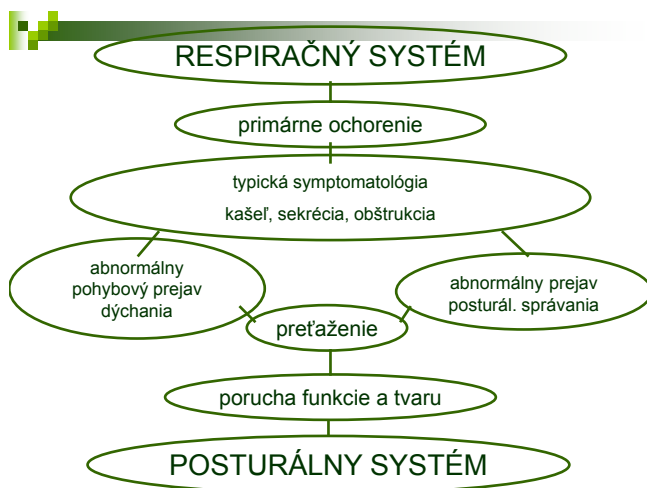 RESPIRAČNÝ SYSTÉM
primárne ochorenie
typická symptomatológia
kašeľ, sekrécia, obštrukcia
abnormálny
pohybový prejav
dýchania
abnormálny prejav
posturál. správania
preťaženie
porucha funkcie a tvaru
POSTURÁLNY SYSTÉM